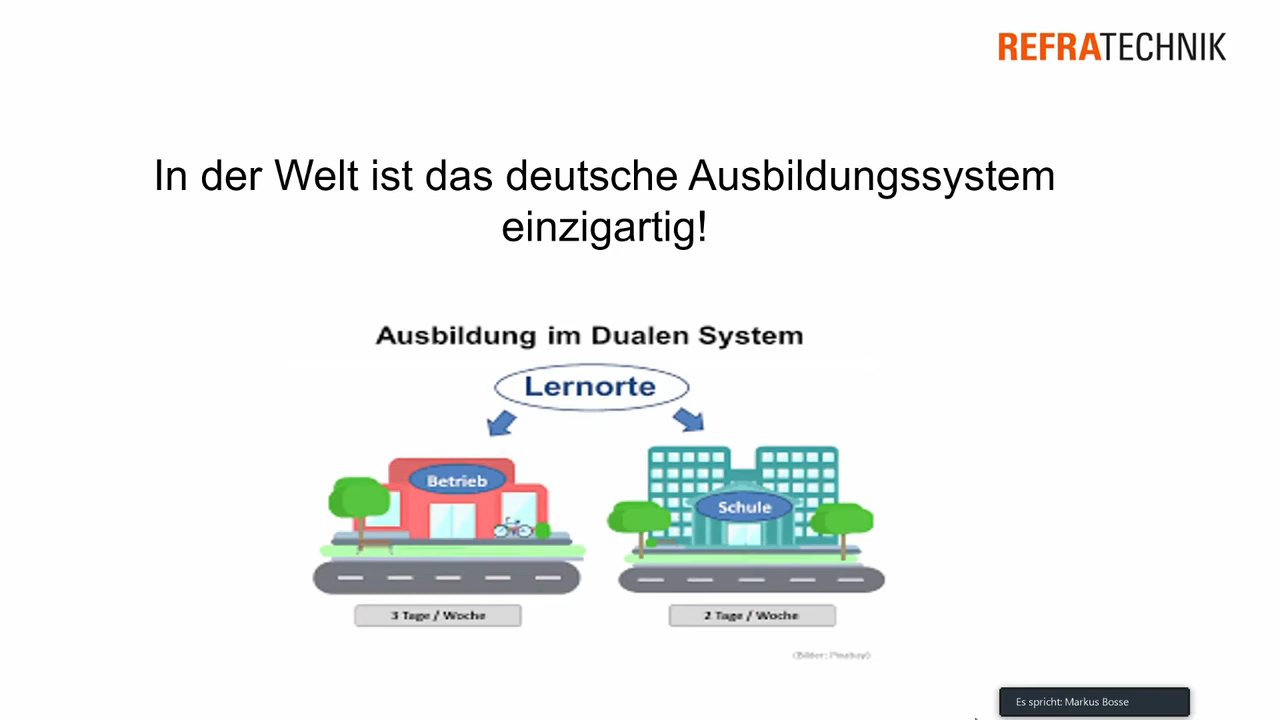 REFRATECHNIK
In der Welt ist das deutsche Ausbildungssystem
einzigartig!
Ausbildung im Dualen System
Lernorte
Betrieb
Schule
3 Tage / Woche
2 Tage / Woche
(Bilder: Pixabay)
Es spricht: Markus Bosse